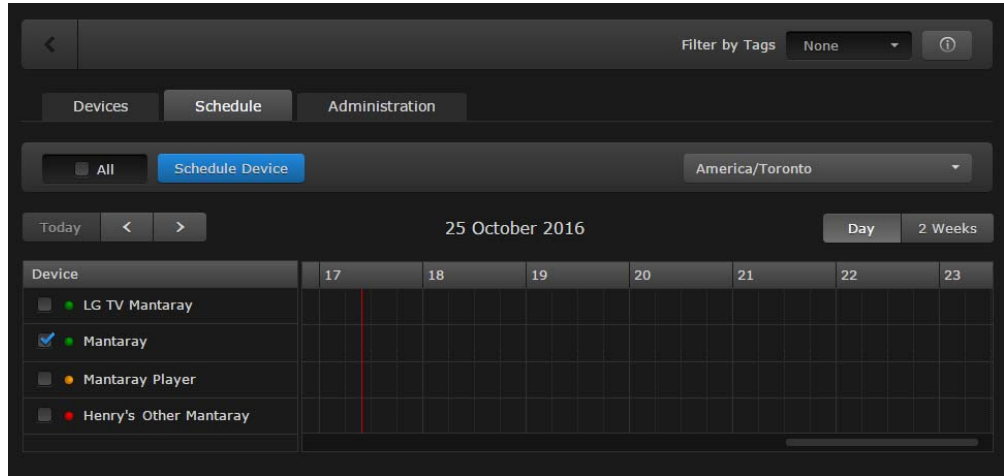 Filter by Tags None
Devices Schedule Administration
All Schedule Device America/Toronto
Today < > 25 October 2016 Day 2 Weeks
Device 17 18 19 20 21 22 23
LG TV Mantaray
Mantaray
Mantaray Player
Henry's Other Mantaray